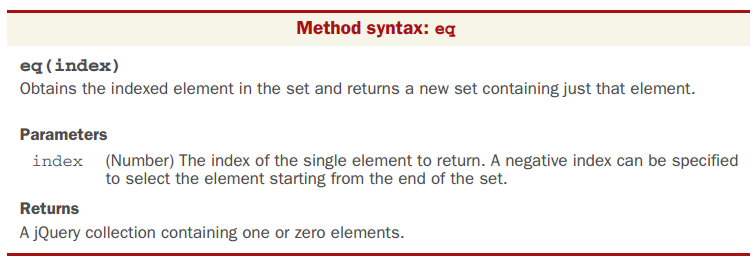 Method syntax: eq
eq(index)
Obtains the indexed element in the set and returns a new set containing just that element.
Parameters
index (Number) The index of the single element to return. A negative index can be specified
to select the element starting from the end of the set.
Returns
A jQuery collection containing one or zero elements.